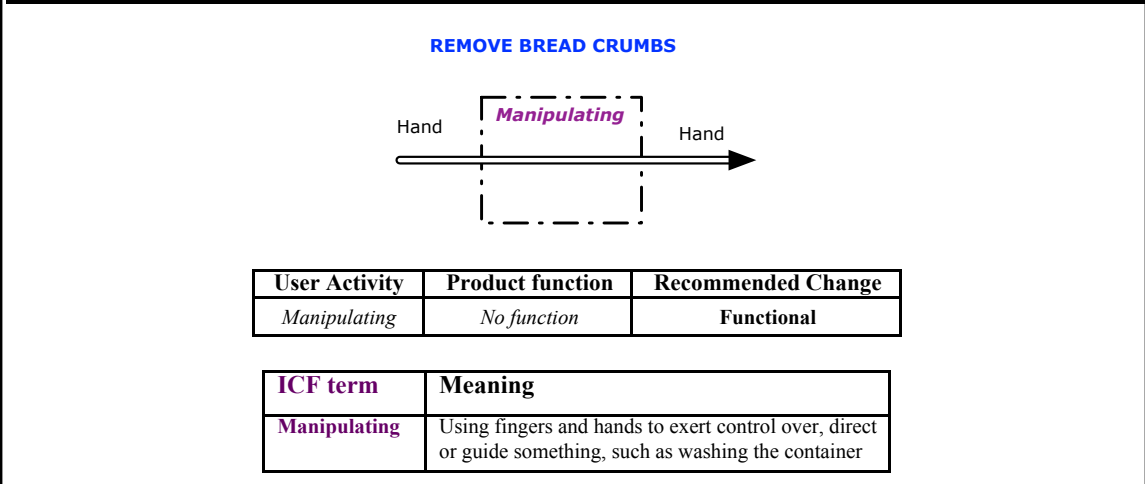 REMOVE BREAD CRUMBS
Manipulating
Hand
Hand
User Activity Product function Recommended Change
Manipulating No function Functional
ICF term Meaning
Manipulating Using fingers and hands to exert control over, direct
or guide something, such as washing the container